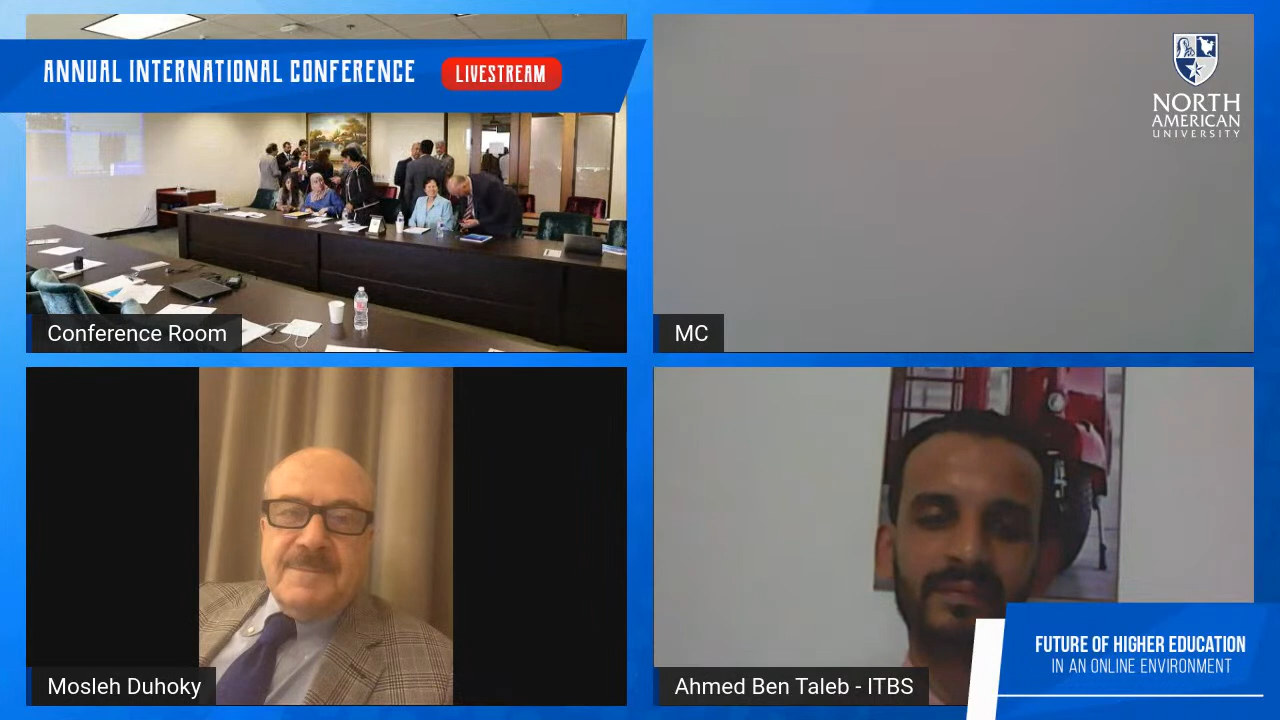 ANNUAL INTERNATIONAL CONFERENCE
LIVESTREAM
NORTH
AMERICAN
UNIVERSITY
Conference Room
MC
Mosleh Duhoky
Ahmed Ben Taleb - ITBS
FUTURE OF HIGHER EDUCATION
IN AN ONLINE ENVIRONMENT